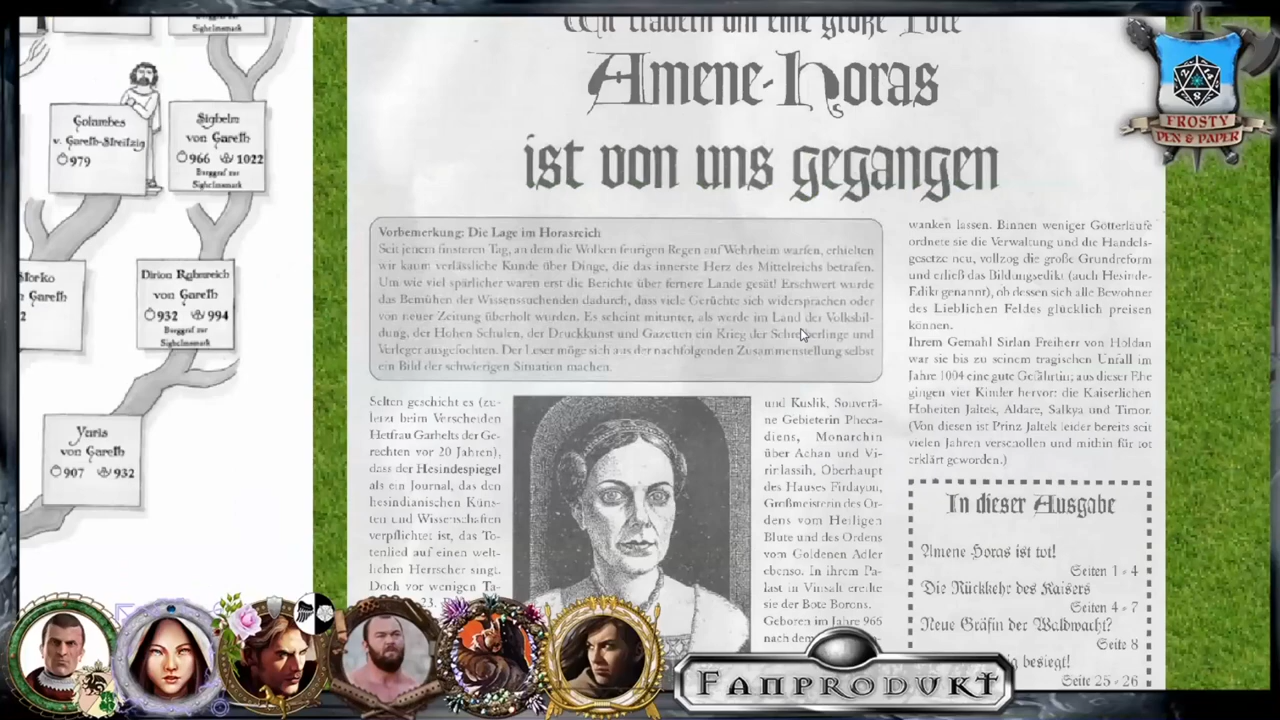 Sighelmsmark
Golambes
v. Gareth-Streitzig
979
Sighelm
von Gareth
966 1022
Burggraf zur
Sighelmsmark
Storko
Gareth
2
Dirion Rabenreich
von Gareth
932 994
Burggraf zur
Sighelmsmark
Yaris
von Gareth
907 932
Wir trauern um eine große Tote
Amene-Horas
ist von uns gegangen
Vorbemerkung: Die Lage im Horasreich
Seit jenem finsteren Tag, an dem die Wolken feurigen Regen auf Wehrheim warfen, erhielten
wir kaum verlässliche Kunde über Dinge, die das innerste Herz des Mittelreichs betrafen.
Um wie viel spärlicher waren erst die Berichte über fernere Lande gesät! Erschwert wurde
das Bemühen der Wissenssuchenden dadurch, dass viele Gerüchte sich widersprachen oder
von neuer Zeitung überholt wurden. Es scheint mitunter, als werde im Land der Volksbil-
dung, der Hohen Schulen, der Druckkunst und Gazetten ein Krieg der Schreiberlinge und
Verleger ausgefochten. Der Leser möge sich aus der nachfolgenden Zusammenstellung selbst
ein Bild der schwierigen Situation machen.
Selten geschieht es (zu-
letzt beim Verscheiden
Hetfrau Garhelts der Ge-
rechten vor 20 Jahren),
dass der Hesindespiegel
als ein Journal, das den
hesindianischen Küns-
ten und Wissenschaften
verpflichtet ist, das To-
tenlied auf einen welt-
lichen Herrscher singt.
Doch vor wenigen Ta-
23.
und Kuslik, Souverä-
ne Gebieterin Pheca-
diens, Monarchin
über Achan und Vi-
rirlassih, Oberhaupt
des Hauses Firdayon,
Großmeisterin des Or-
dens vom Heiligen
Blute und des Ordens
vom Goldenen Adler
ebenso. In ihrem Pa-
last in Vinsalt ereilte
sie der Bote Borons.
Geboren im Jahre 966
nach dem
wanken lassen. Binnen weniger Götterläufe
ordnete sie die Verwaltung und die Handels-
gesetze neu, vollzog die große Grundreform
und erließ das Bildungsedikt (auch Hesinde-
Edikt genannt), ob dessen sich alle Bewohner
des Lieblichen Feldes glücklich preisen
können.
Ihrem Gemahl Sirlan Freiherr von Holdan
war sie bis zu seinem tragischen Unfall im
Jahre 1004 eine gute Gefährtin; aus dieser Ehe
gingen vier Kinder hervor: die Kaiserlichen
Hoheiten Jaltek, Aldare, Salkya und Timor.
(Von diesen ist Prinz Jaltek leider bereits seit
vielen Jahren verschollen und mithin für tot
erklärt geworden.)
In dieser Ausgabe
Amene-Horas ist tot!
Seiten 1 - 4
Die Rückkehr des Kaisers
Seiten 4 - 7
Neue Gräfin der Waldwacht?
Seite 8
besiegt!
Seite 25 - 26
FROSTY
PEN & PAPER
FANPRODUKT